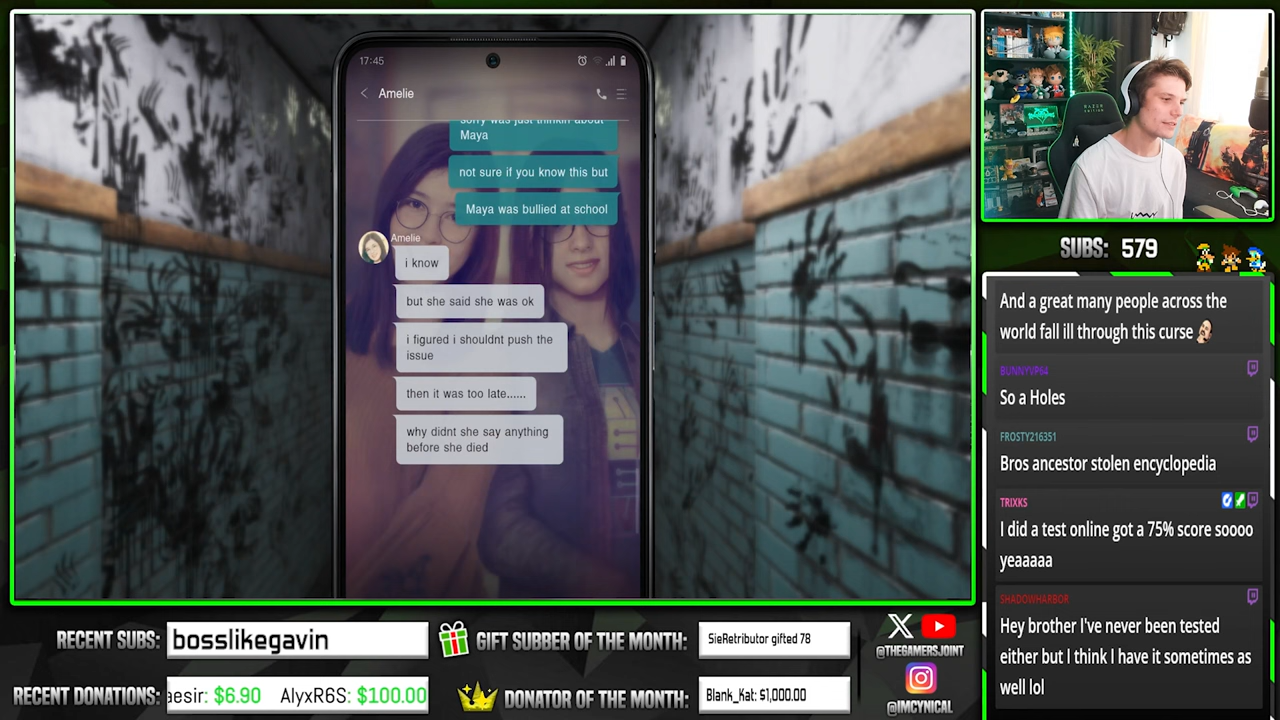 17:45
Amelie
sorry was just thinkin about
Maya
not sure if you know this but
Maya was bullied at school
Amelie
i know
but she said she was ok
i figured i shouldnt push the
issue
then it was too late......
why didnt she say anything
before she died
SUBS: 579
And a great many people across the
world fall ill through this curse
BUNNYVP64
So a Holes
FROSTY216351
Bros ancestor stolen encyclopedia
TRIXKS
I did a test online got a 75% score soooo
yeaaaaa
SHADOWHARBOR
Hey brother I've never been tested
either but I think I have it sometimes as
well lol
RECENT SUBS: bosslikegavin
GIFT SUBBER OF THE MONTH: SieRetributor gifted 78
@THEGAMERSJOINT
RECENT DONATIONS: aesir: $6.90 AlyxR6S: $100.00
DONATOR OF THE MONTH: Blank_Kat: $1,000.00
@IMCYNICAL